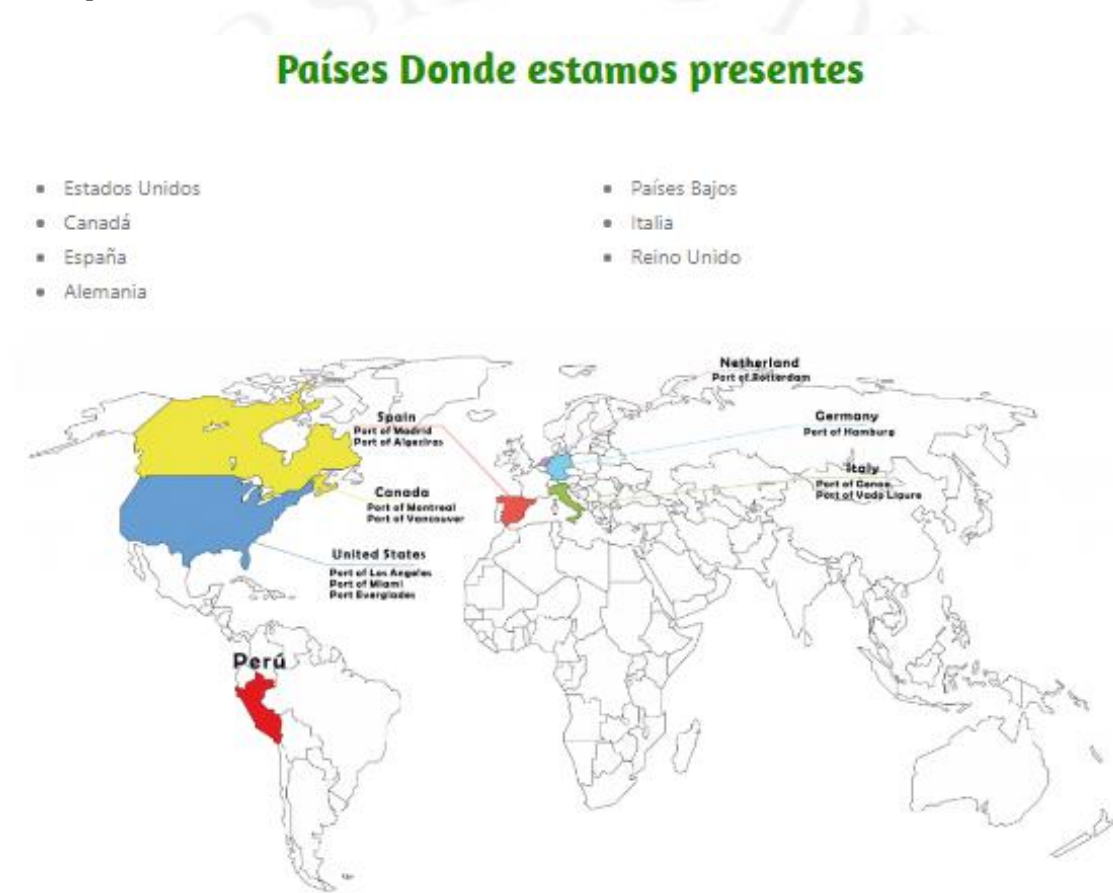 Países Donde estamos presentes
Estados Unidos
Canadá
España
Alemania
Países Bajos
Italia
Reino Unido
Netherland
Port of Rotterdam
Spain
Port of Madrid
Port of Algeciras
Germany
Port of Hamburg
Italy
Port of Genoa
Port of Vado Ligure
Canada
Port of Montreal
Port of Vancouver
United States
Port of Los Angeles
Port of Miami
Port Everglades
Perú